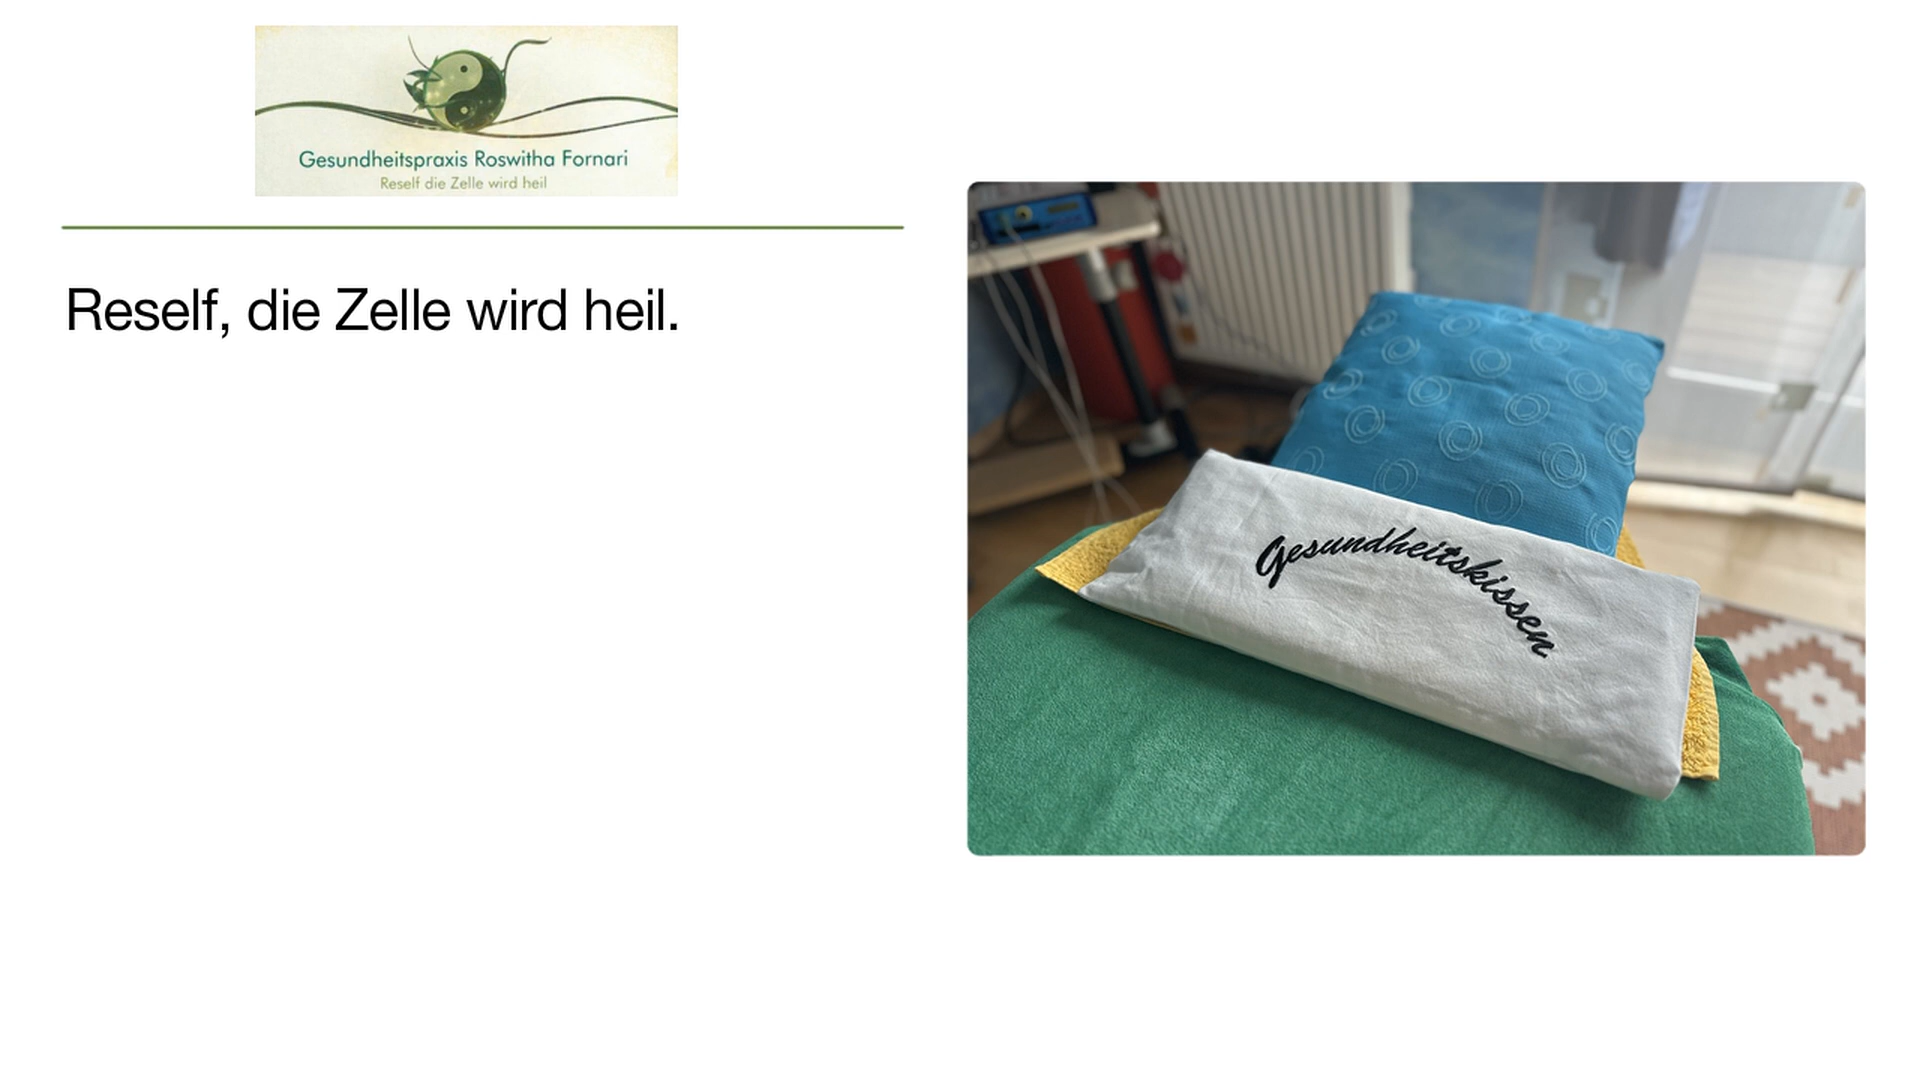 Gesundheitspraxis Roswitha Fornari
Reself die Zelle wird heil
Reself, die Zelle wird heil.
Gesundheitskissen